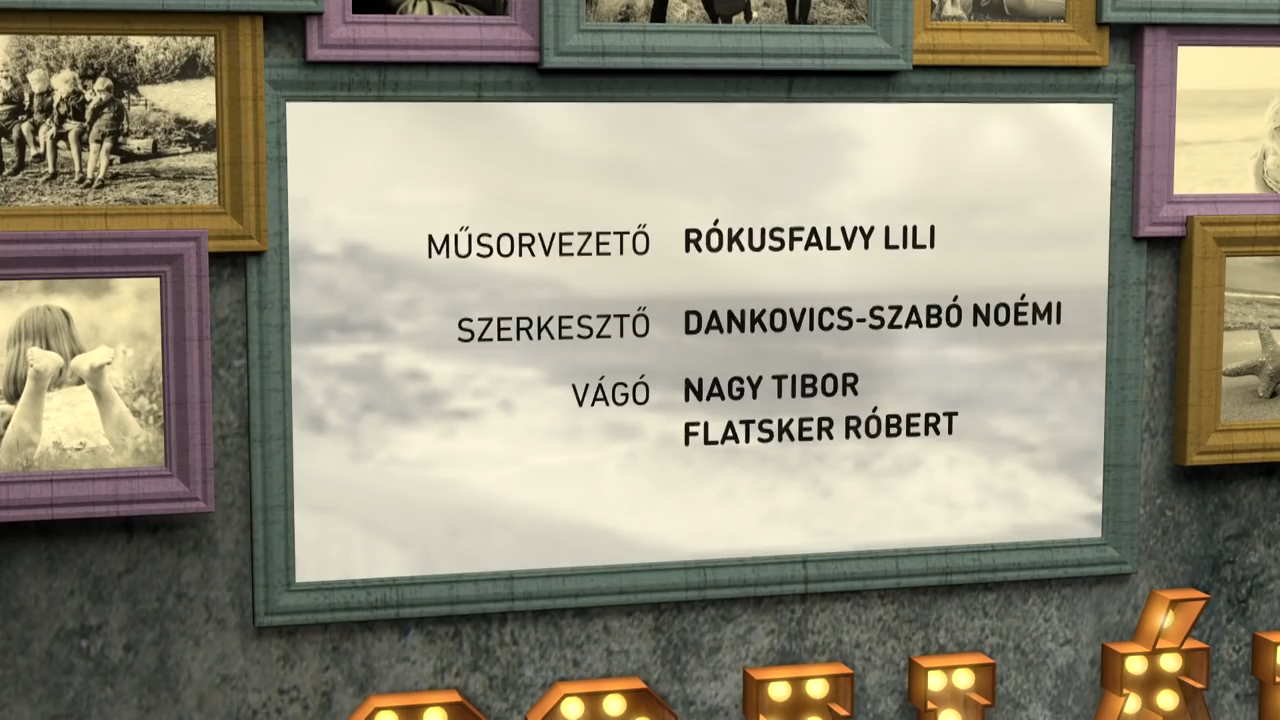 MŰSORVEZETŐ RÓKUSFALVY LILI
SZERKESZTŐ DANKOVICS-SZABÓ NOÉMI
VÁGÓ NAGY TIBOR
FLATSKER RÓBERT